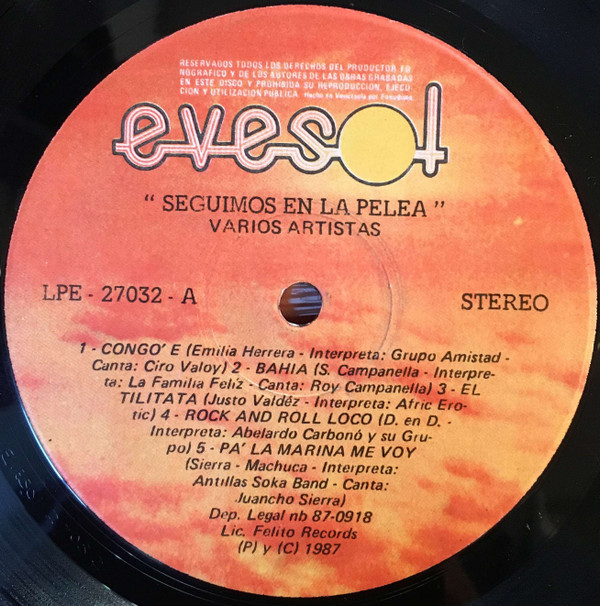 RESERVADOS TODOS LOS DERECHOS DEL PRODUCTOR FO-
NOGRAFICO Y DE LOS AUTORES DE LAS OBRAS GRABADAS
EN ESTE DISCO Y PROHIBIDA SU REPRODUCCION, EJECU-
CION Y UTILIZACION PUBLICA. Hecho en Venezuela por
evesol
" SEGUIMOS EN LA PELEA "
VARIOS ARTISTAS
LPE - 27032 - A
STEREO
1 - CONGO' E (Emilia Herrera - Interpreta: Grupo Amistad -
Canta: Ciro Valoy) 2 - BAHIA (S. Campanella - Interpre-
ta: La Familia Feliz - Canta: Roy Campanella) 3 - EL
TILITATA (Justo Valdéz - Interpreta: Afric Ero-
tic) 4 - ROCK AND ROLL LOCO (D. en D. -
Interpreta: Abelardo Carbonó y su Gru-
po) 5 - PA' LA MARINA ME VOY
(Sierra - Machuca - Interpreta:
Antillas Soka Band - Canta:
Juancho Sierra)
Dep. Legal nb 87-0918
Lic. Felito Records
(P) y (C) 1987